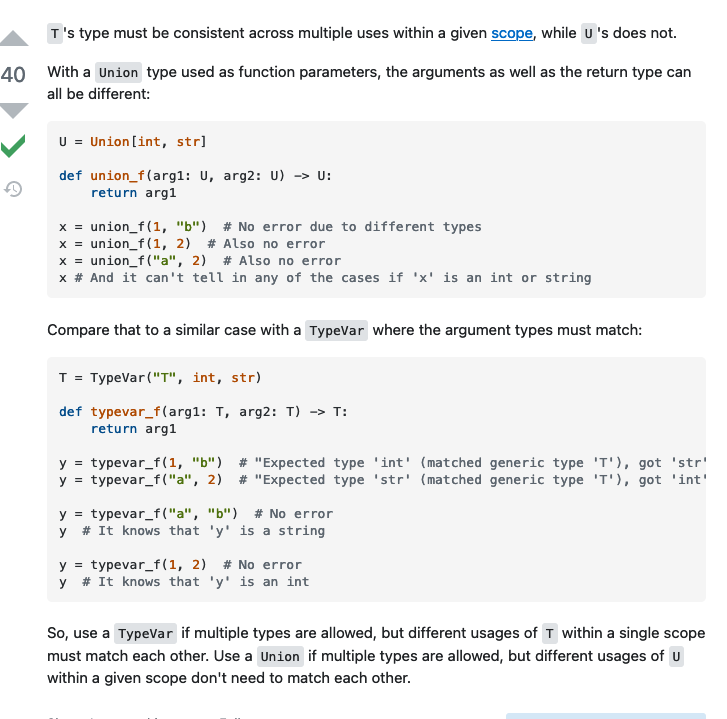 T's type must be consistent across multiple uses within a given scope, while U's does not.
40
With a Union type used as function parameters, the arguments as well as the return type can
all be different:
U = Union[int, str]
def union_f(arg1: U, arg2: U) -> U:
    return arg1
x = union_f(1, "b")  # No error due to different types
x = union_f(1, 2)  # Also no error
x = union_f("a", 2)  # Also no error
x # And it can't tell in any of the cases if 'x' is an int or string
Compare that to a similar case with a TypeVar where the argument types must match:
T = TypeVar("T", int, str)
def typevar_f(arg1: T, arg2: T) -> T:
    return arg1
y = typevar_f(1, "b")  # "Expected type 'int' (matched generic type 'T'), got 'str'
y = typevar_f("a", 2)  # "Expected type 'str' (matched generic type 'T'), got 'int'
y = typevar_f("a", "b")  # No error
y  # It knows that 'y' is a string
y = typevar_f(1, 2)  # No error
y  # It knows that 'y' is an int
So, use a TypeVar if multiple types are allowed, but different usages of T within a single scope
must match each other. Use a Union if multiple types are allowed, but different usages of U
within a given scope don't need to match each other.